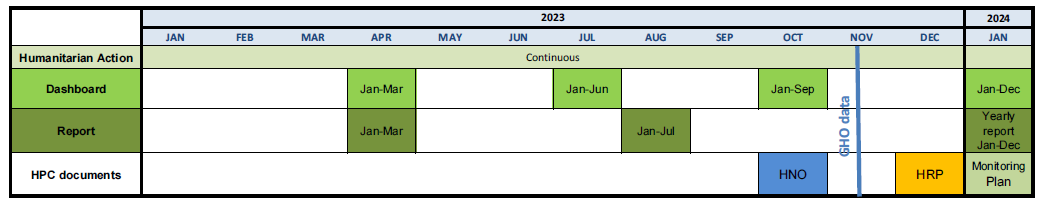 2023 2024
JAN FEB MAR APR MAY JUN JUL AUG SEP OCT NOV DEC JAN
Humanitarian Action Continuous
Dashboard Jan-Mar Jan-Jun Jan-Sep Jan-Dec
Report Jan-Mar Jan-Jul Yearly
report
Jan-Dec
GHO data
HPC documents HNO HRP Monitoring
Plan